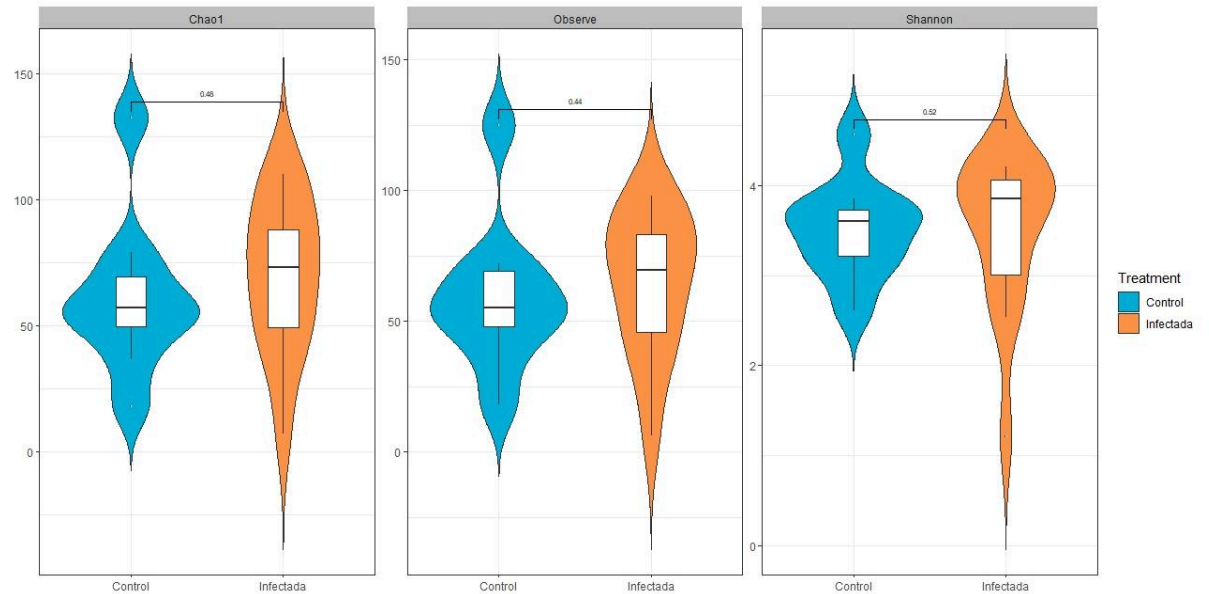 Chao1
Observe
Shannon
150
100
50
0
0.48
Control
Infectada
150
100
50
0
0.44
Control
Infectada
4
2
0
0.52
Control
Infectada
Treatment
Control
Infectada